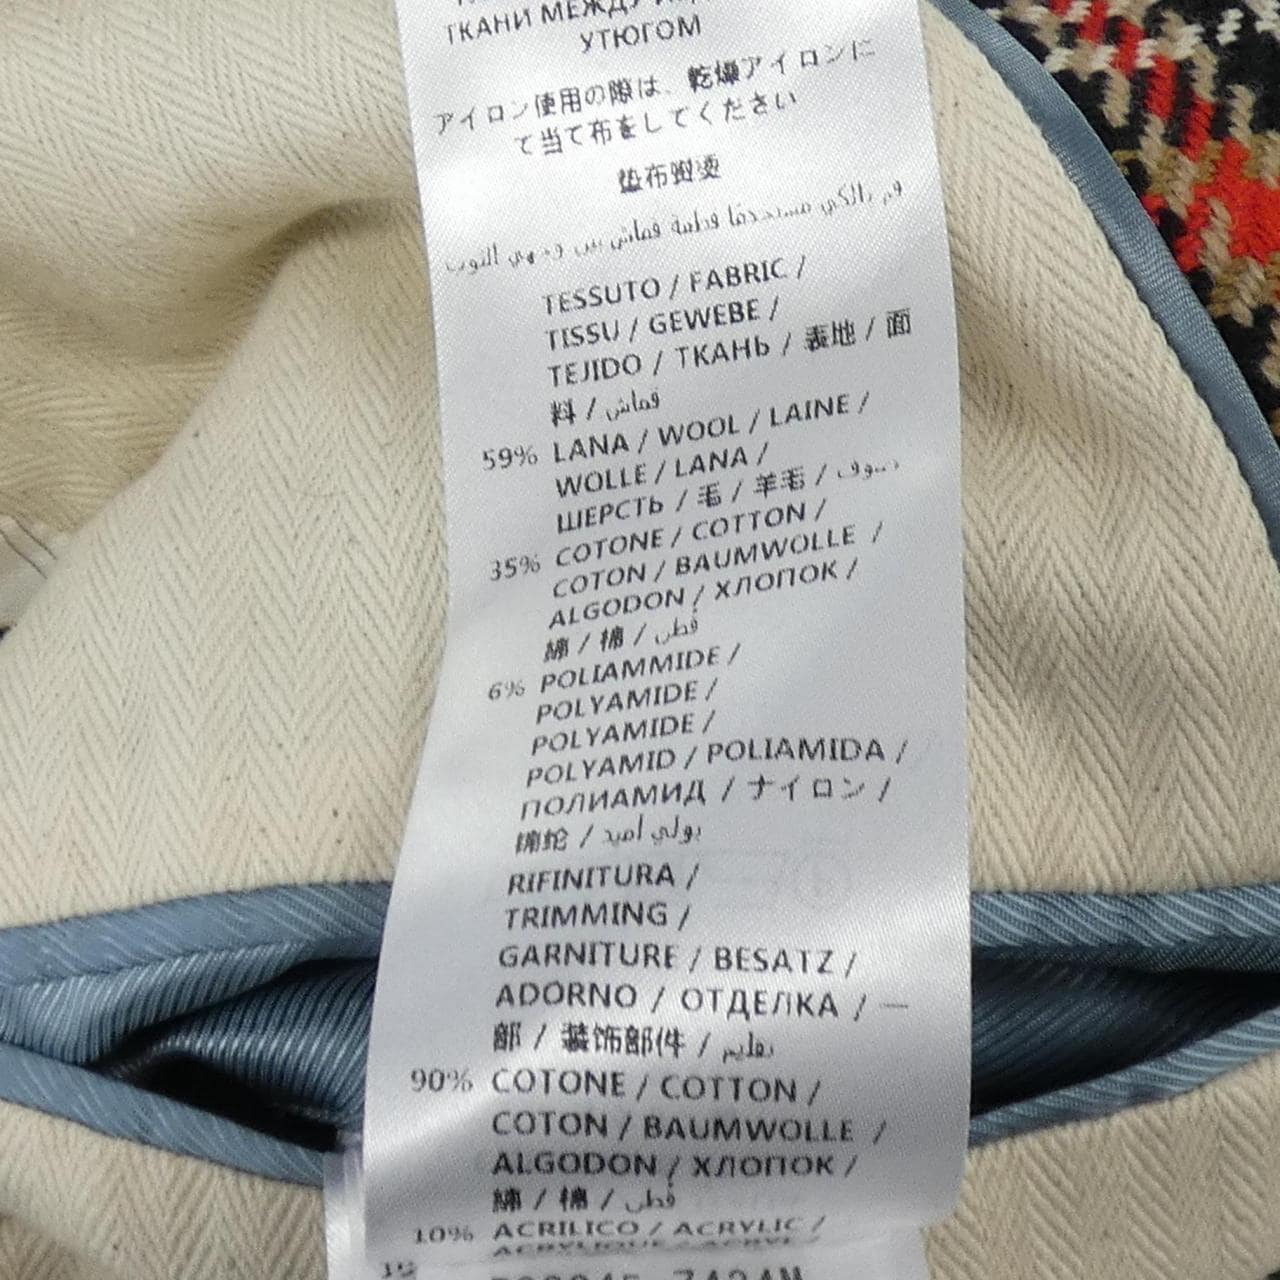 ТКАНИ МЕЖДУ
УТЮГОМ
アイロン使用の際は、乾燥アイロンに
て当て布をしてください
垫布熨烫
TESSUTO / FABRIC /
TISSU / GEWEBE /
TEJIDO / ТКАНЬ / 表地 / 面
料 / قماش
59% LANA / WOOL / LAINE /
WOLLE / LANA /
ШЕРСТЬ / 毛 / 羊毛 / صوف
35% COTONE / COTTON /
COTON / BAUMWOLLE /
ALGODON / ХЛОПОК /
綿 / 棉 / قطن
6% POLIAMMIDE /
POLYAMIDE /
POLYAMIDE /
POLYAMID / POLIAMIDA /
ПОЛИАМИД / ナイロン /
锦纶 / بولي أميد
RIFINITURA /
TRIMMING /
GARNITURE / BESATZ /
ADORNO / ОТДЕЛКА / 一
部 / 装饰部件 /
90% COTONE / COTTON /
COTON / BAUMWOLLE /
ALGODON / ХЛОПОК /
綿 / 棉 / قطن
10% ACRILICO / ACRYLIC /